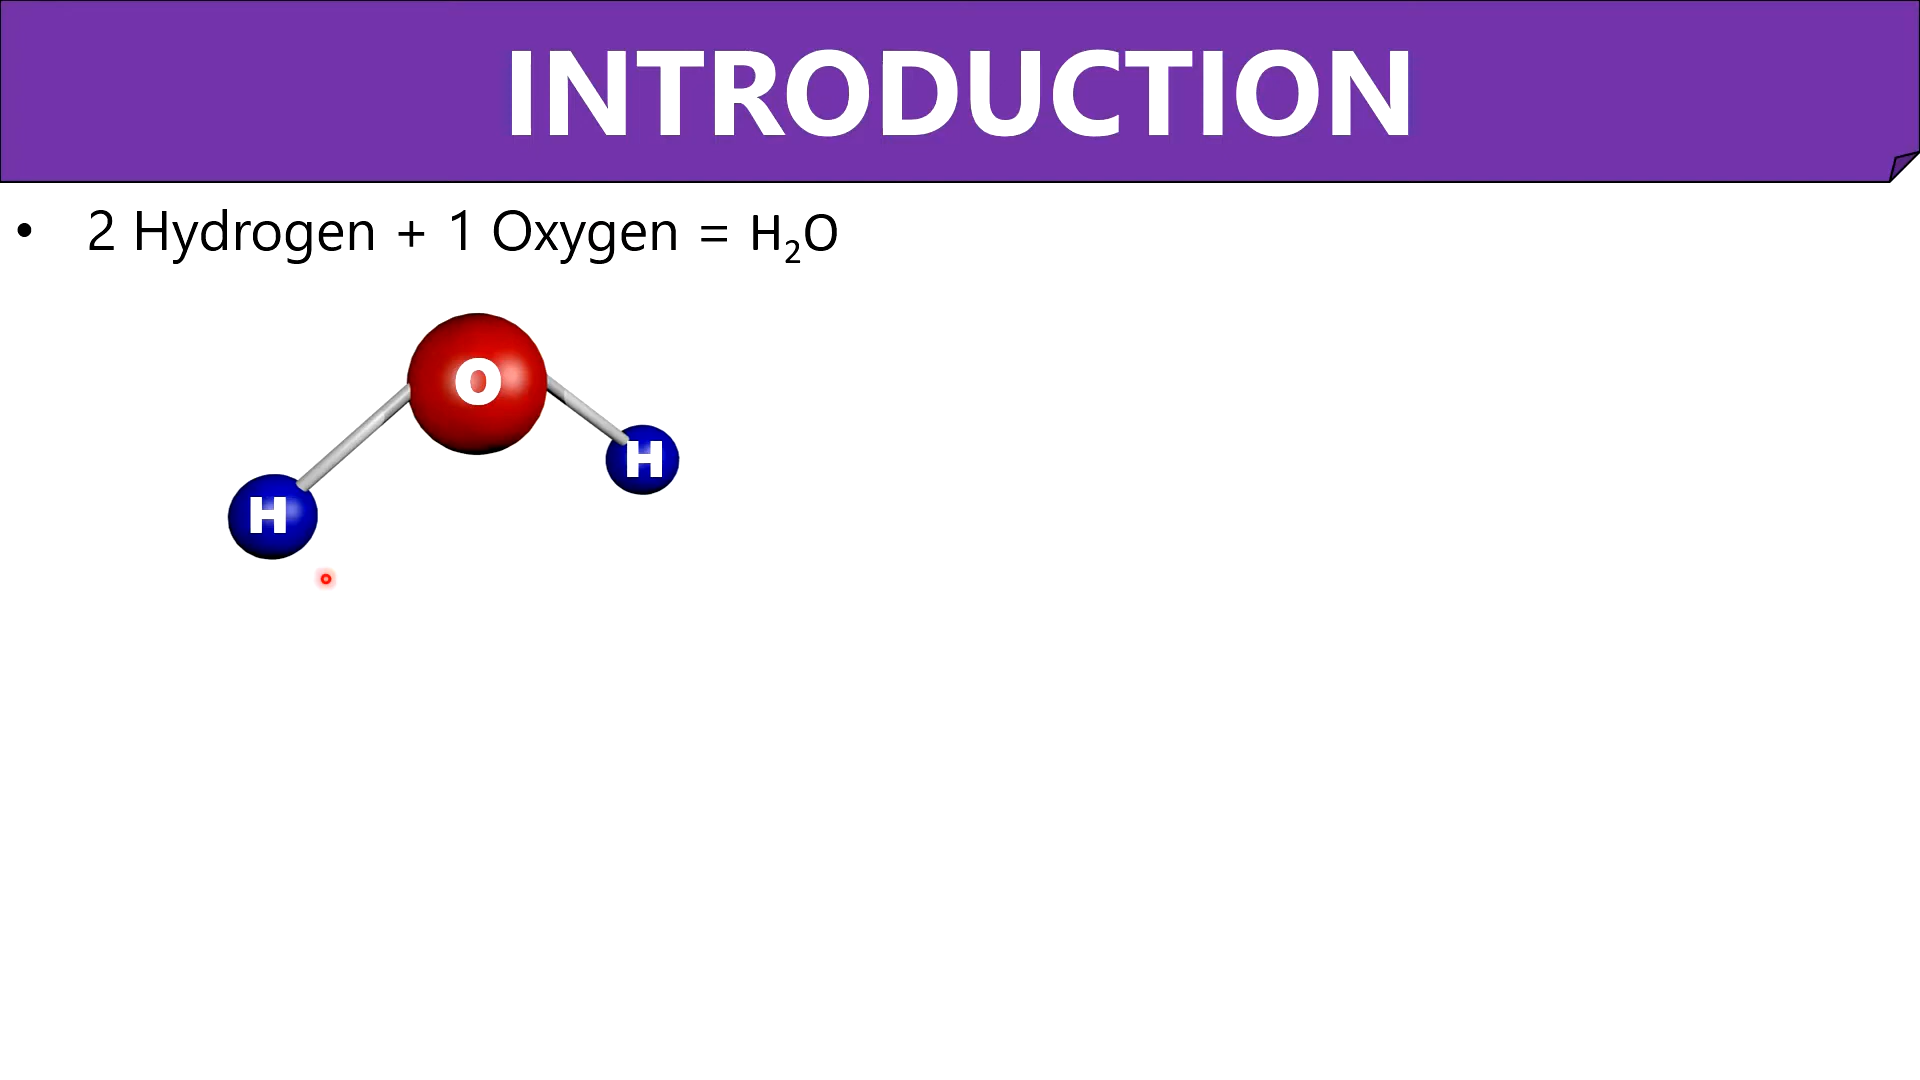 INTRODUCTION
• 2 Hydrogen + 1 Oxygen = H₂O
O
H
H